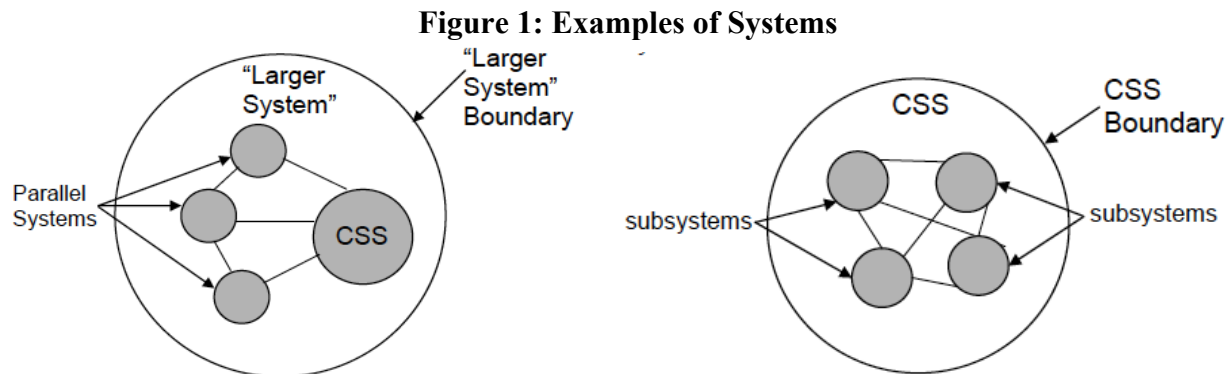 Figure 1: Examples of Systems
“Larger
System”
“Larger
System”
Boundary
Parallel
Systems
CSS
CSS
CSS
Boundary
subsystems
subsystems